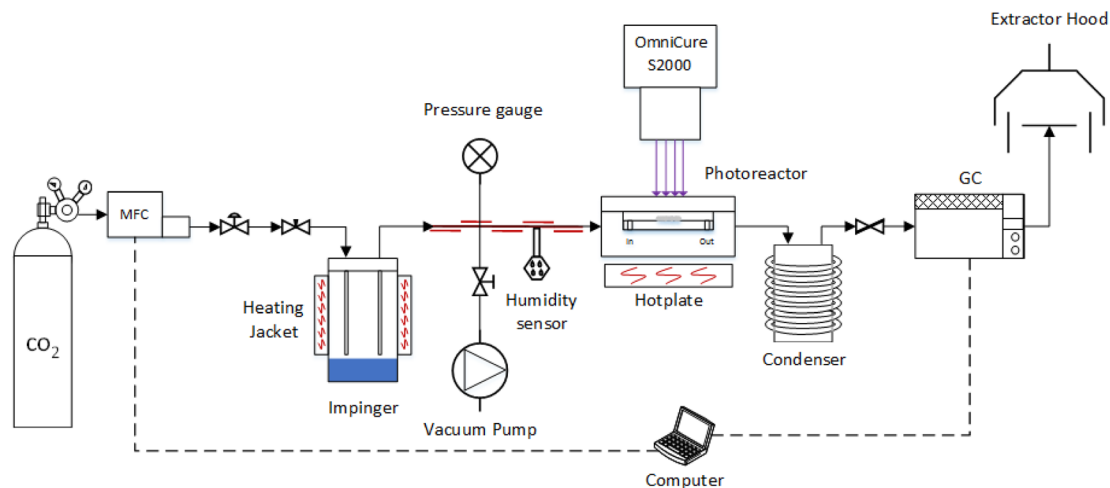 Extractor Hood
OmniCure
S2000
Pressure gauge
Photoreactor
GC
MFC
In
Out
Heating
Jacket
Humidity
sensor
Hotplate
CO2
Condenser
Impinger
Vacuum Pump
Computer